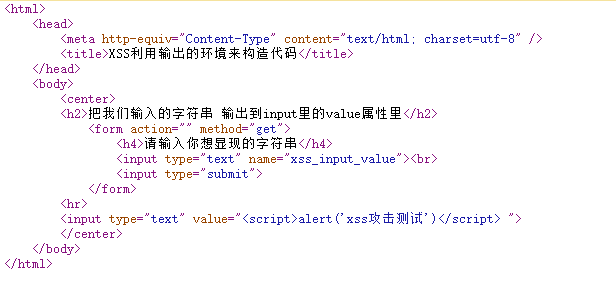 <html>
<head>
<meta http-equiv="Content-Type" content="text/html; charset=utf-8" />
<title>XSS利用输出的环境来构造代码</title>
</head>
<body>
<center>
<h2>把我们输入的字符串 输出到input里的value属性里</h2>
<form action="" method="get">
<h4>请输入你想显现的字符串</h4>
<input type="text" name="xss_input_value"><br>
<input type="submit">
</form>
<hr>
<input type="text" value="<script>alert('xss攻击测试')</script> ">
</center>
</body>
</html>